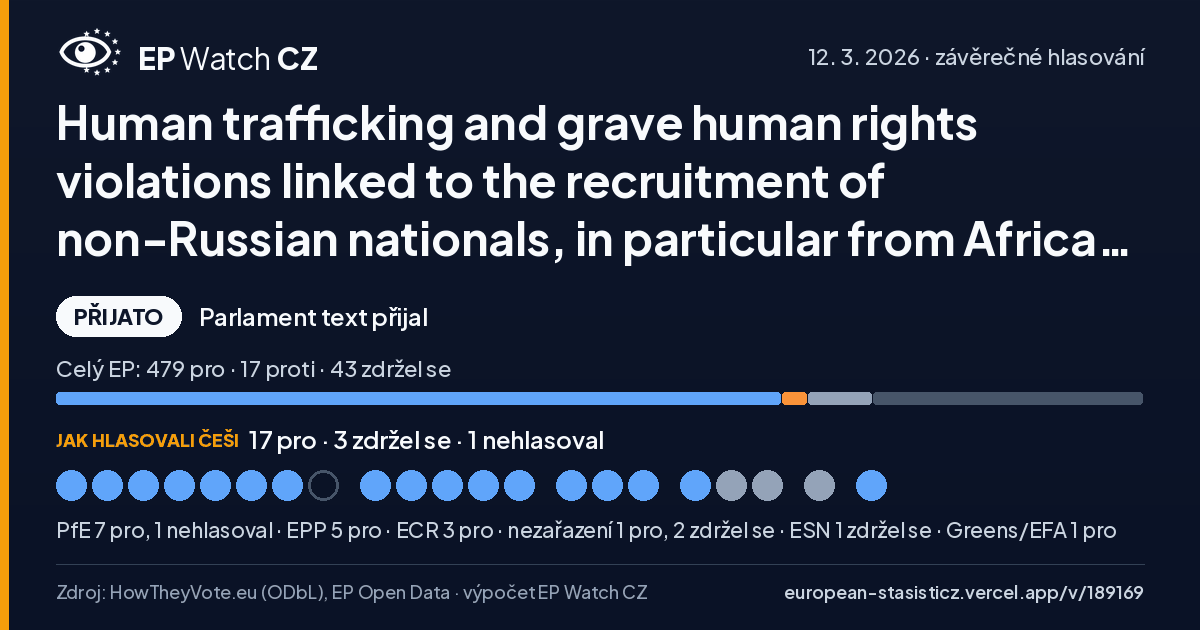 EP Watch CZ
12. 3. 2026 · závěrečné hlasování
Human trafficking and grave human rights
violations linked to the recruitment of
non-Russian nationals, in particular from Africa…
PŘIJATO Parlament text přijal
Celý EP: 479 pro · 17 proti · 43 zdržel se
JAK HLASOVALI ČEŠI 17 pro · 3 zdržel se · 1 nehlasoval
PfE 7 pro, 1 nehlasoval · EPP 5 pro · ECR 3 pro · nezařazení 1 pro, 2 zdržel se · ESN 1 zdržel se · Greens/EFA 1 pro
Zdroj: HowTheyVote.eu (ODbL), EP Open Data · výpočet EP Watch CZ
european-stasisticz.vercel.app/v/189169